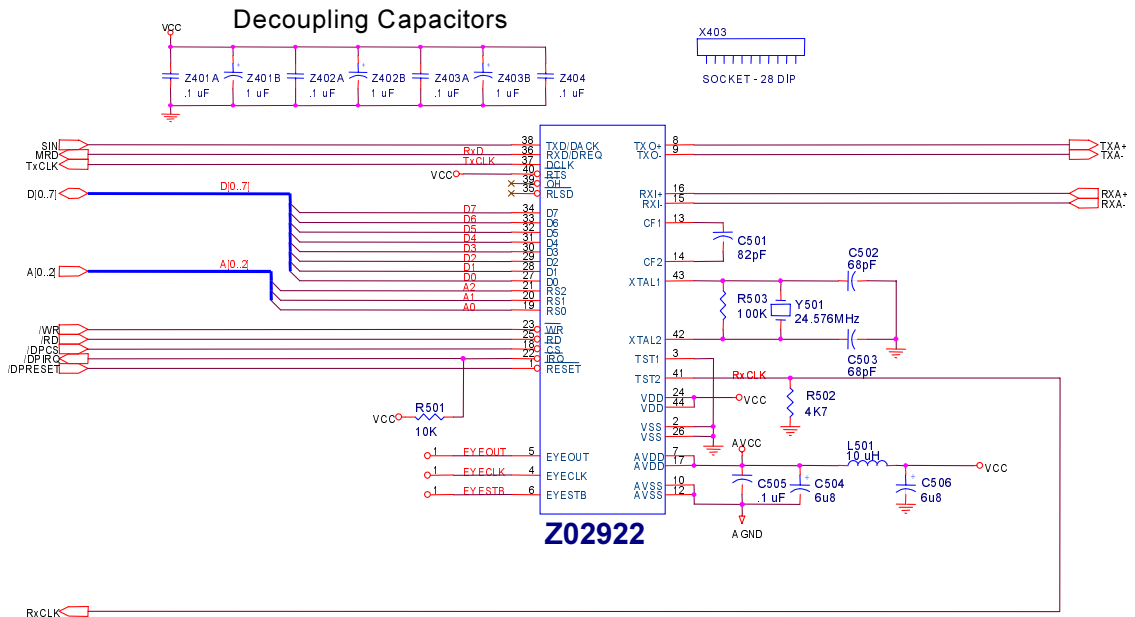 Decoupling Capacitors
VCC
Z401A
.1 uF
Z401B
1 uF
Z402A
.1 uF
Z402B
1 uF
Z403A
.1 uF
Z403B
1 uF
Z404
.1 uF
X403
SOCKET - 28 DIP
SIN
MRD
TxCLK
D[0..7]
A[0..2]
/WR
/RD
/DPCS
/DPIRQ
/DPRESET
RxD
TxCLK
VCC
D[0..7]
D7
D6
D5
D4
D3
D2
D1
D0
A[0..2]
A2
A1
A0
VCC
R501
10K
1 EYEOUT
1 EYECLK
1 EYESTB
38 TXD/DACK
36 RXD/DREQ
37 DCLK
40 RTS
39 OH
35 RLSD
34 D7
33 D6
32 D5
31 D4
30 D3
29 D2
28 D1
27 D0
21 RS2
20 RS1
19 RS0
23 WR
25 RD
18 CS
22 IRQ
1 RESET
5 EYEOUT
4 EYECLK
6 EYESTB
TXO+ 8
TXO- 9
RXI+ 16
RXI- 15
CF1 13
CF2 14
XTAL1 43
XTAL2 42
TST1 3
TST2 41
VDD 24
VDD 44
VSS 2
VSS 26
AVDD 7
AVDD 17
AVSS 10
AVSS 12
Z02922
TXA+
TXA-
RXA+
RXA-
C501
82pF
C502
68pF
R503
100K
Y501
24.576MHz
C503
68pF
RxCLK
VCC
R502
4K7
AVCC
L501
10 uH
VCC
C505
.1 uF
C504
6u8
C506
6u8
AGND
RxCLK